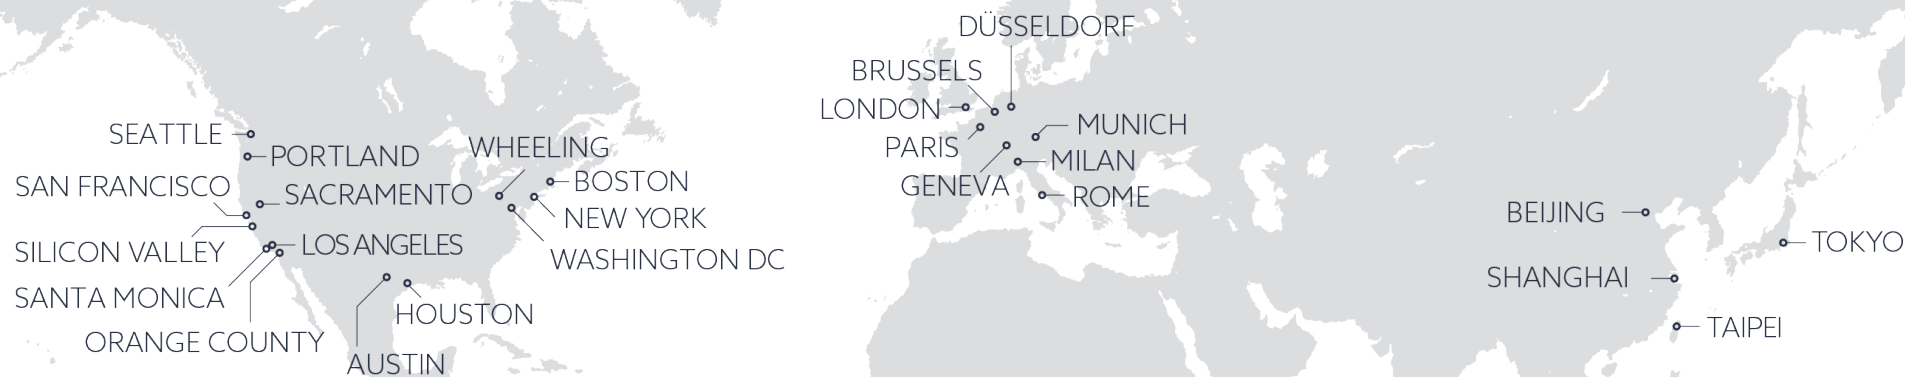 SEATTLE
PORTLAND
SAN FRANCISCO
SACRAMENTO
SILICON VALLEY
LOS ANGELES
SANTA MONICA
ORANGE COUNTY
AUSTIN
HOUSTON
WHEELING
BOSTON
NEW YORK
WASHINGTON DC
DÜSSELDORF
BRUSSELS
LONDON
PARIS
GENEVA
MUNICH
MILAN
ROME
BEIJING
TOKYO
SHANGHAI
TAIPEI